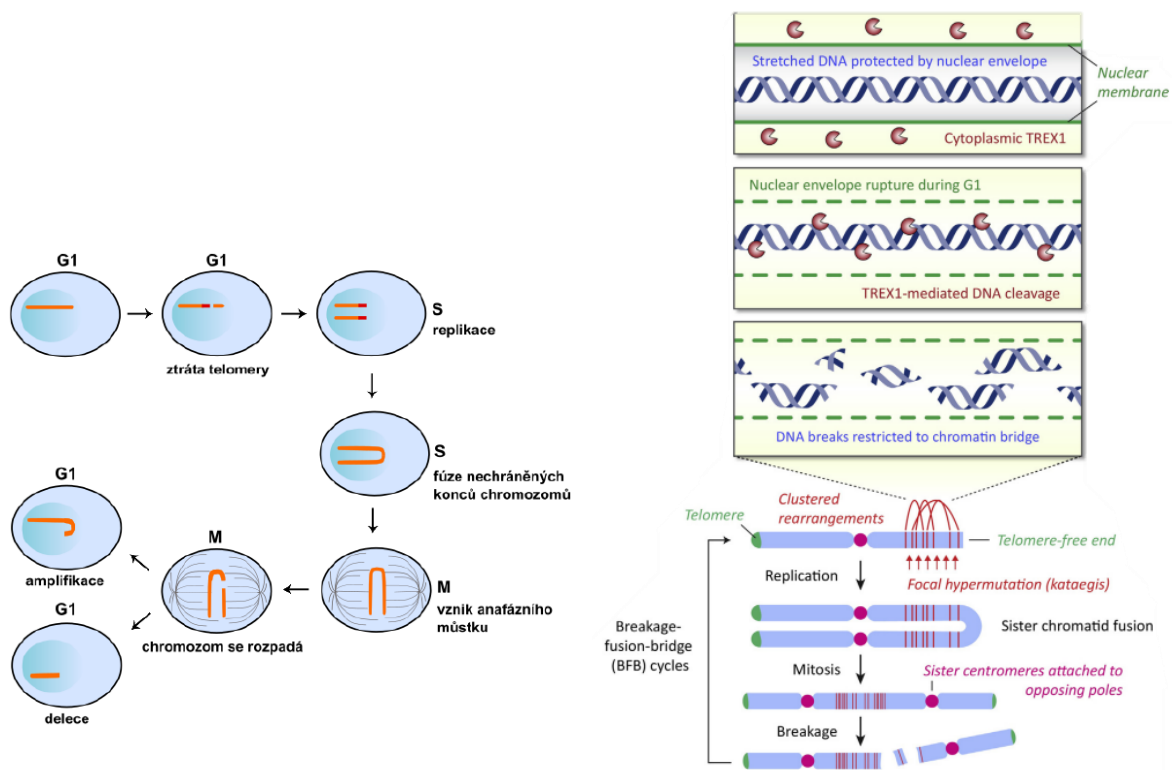 G1
G1
ztráta telomery
S
replikace
S
fúze nechráněných
konců chromozomů
M
vznik anafázního
můstku
M
chromozom se rozpadá
G1
amplifikace
G1
delece
Stretched DNA protected by nuclear envelope
Nuclear
membrane
Cytoplasmic TREX1
Nuclear envelope rupture during G1
TREX1-mediated DNA cleavage
DNA breaks restricted to chromatin bridge
Clustered
rearrangements
Telomere
Telomere-free end
Replication
Focal hypermutation (kataegis)
Sister chromatid fusion
Breakage-
fusion-bridge
(BFB) cycles
Mitosis
Sister centromeres attached to
opposing poles
Breakage